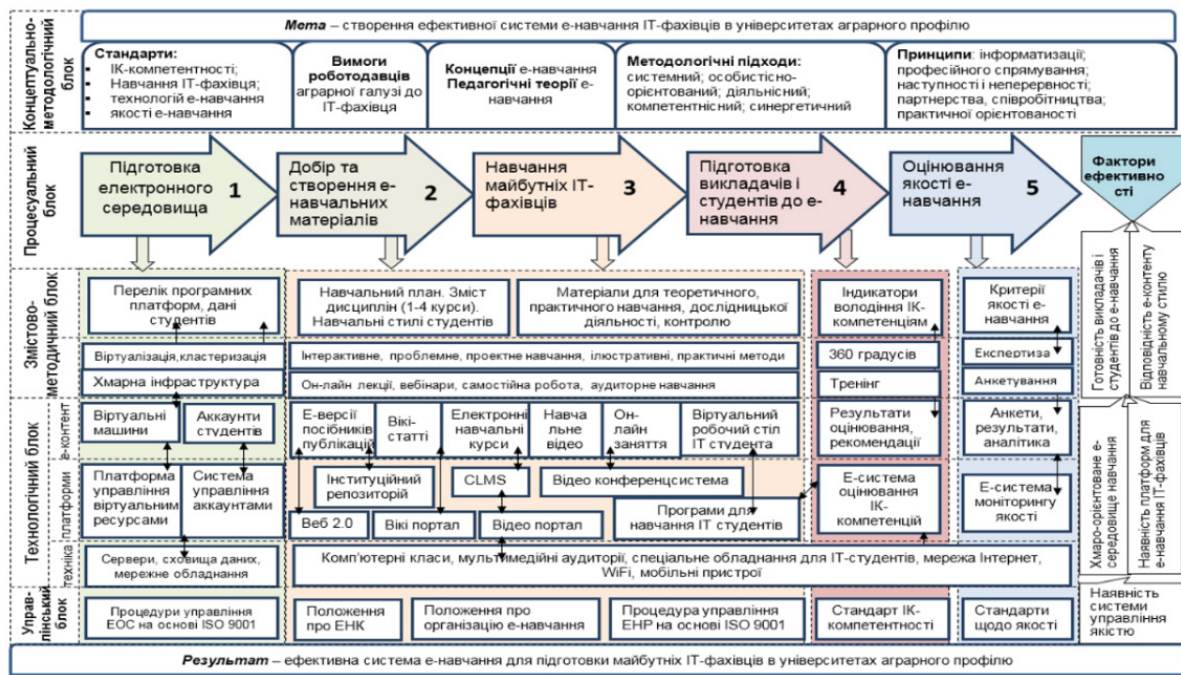 Мета – створення ефективної системи е-навчання ІТ-фахівців в університетах аграрного профілю
Концептуально-
методологічний
блок
Стандарти:
▪ ІК-компетентності;
▪ Навчання ІТ-фахівця;
▪ технологій е-навчання
▪ якості е-навчання
Вимоги
роботодавців
аграрної галузі до
ІТ-фахівця
Концепції е-навчання
Педагогічні теорії е-
навчання
Методологічні підходи:
системний; особистісно-
орієнтований; діяльнісний;
компетентнісний; синергетичний
Принципи: інформатизації;
професійного спрямування;
наступності і неперервності;
партнерства, співробітництва;
практичної орієнтованості
Процесуальний
блок
Підготовка
електронного
середовища
1
Добір та
створення е-
навчальних
матеріалів
2
Навчання
майбутніх ІТ-
фахівців
3
Підготовка
викладачів і
студентів до е-
навчання
4
Оцінювання
якості е-
навчання
5
Фактори
ефективно
сті
Змістово-
методичний блок
Перелік програмних
платформ, дані
студентів
Навчальний план. Зміст
дисциплін (1-4 курси).
Навчальні стилі студентів
Матеріали для теоретичного,
практичного навчання, дослідницької
діяльності, контролю
Індикатори
володіння ІК-
компетенціям
Критерії
якості е-
навчання
Віртуалізація,кластеризація
Інтерактивне, проблемне, проектне навчання, ілюстративні, практичні методи
360 градусів
Експертиза
Хмарна інфраструктура
Он-лайн лекції, вебінари, самостійна робота, аудиторне навчання
Тренінг
Анкетування
Готовність викладачів і
студентів до е-навчання
Відповідність е-контенту
навчальному стилю
Технологічний блок
е-контент
Віртуальні
машини
Аккаунти
студентів
Е-версії
посібників
публікацій
Вікі-
статті
Електронні
навчальні
курси
Навча
льне
відео
Он-
лайн
заняття
Віртуальний
робочий стіл
ІТ студента
Результати
оцінювання,
рекомендації
Анкети,
результати,
аналітика
платформи
Платформа
управління
віртуальним
ресурсами
Система
управління
аккаунтами
Інституційний
репозиторій
CLMS
Відео конференцсистема
Веб 2.0
Вікі портал
Відео портал
Програми для
навчання ІТ студентів
Е-система
оцінювання
ІК-
компетенцій
Е-система
моніторингу
якості
техніка
Сервери, сховища даних,
мережне обладнання
Комп'ютерні класи, мультимедійні аудиторії, спеціальне обладнання для ІТ-студентів, мережа Інтернет,
WiFi, мобільні пристрої
Хмаро-орієнтоване е-
середовище навчання
Наявність платформ для
е-навчання ІТ-фахівців
Управ-
лінський
блок
Процедури управління
ЕОС на основі ISO 9001
Положення
про ЕНК
Положення про
організацію е-навчання
Процедура управління
ЕНР на основі ISO 9001
Стандарт ІК-
компетентності
Стандарти
щодо якості
Наявність
системи
управління
якістю
Результат – ефективна система е-навчання для підготовки майбутніх ІТ-фахівців в університетах аграрного профілю